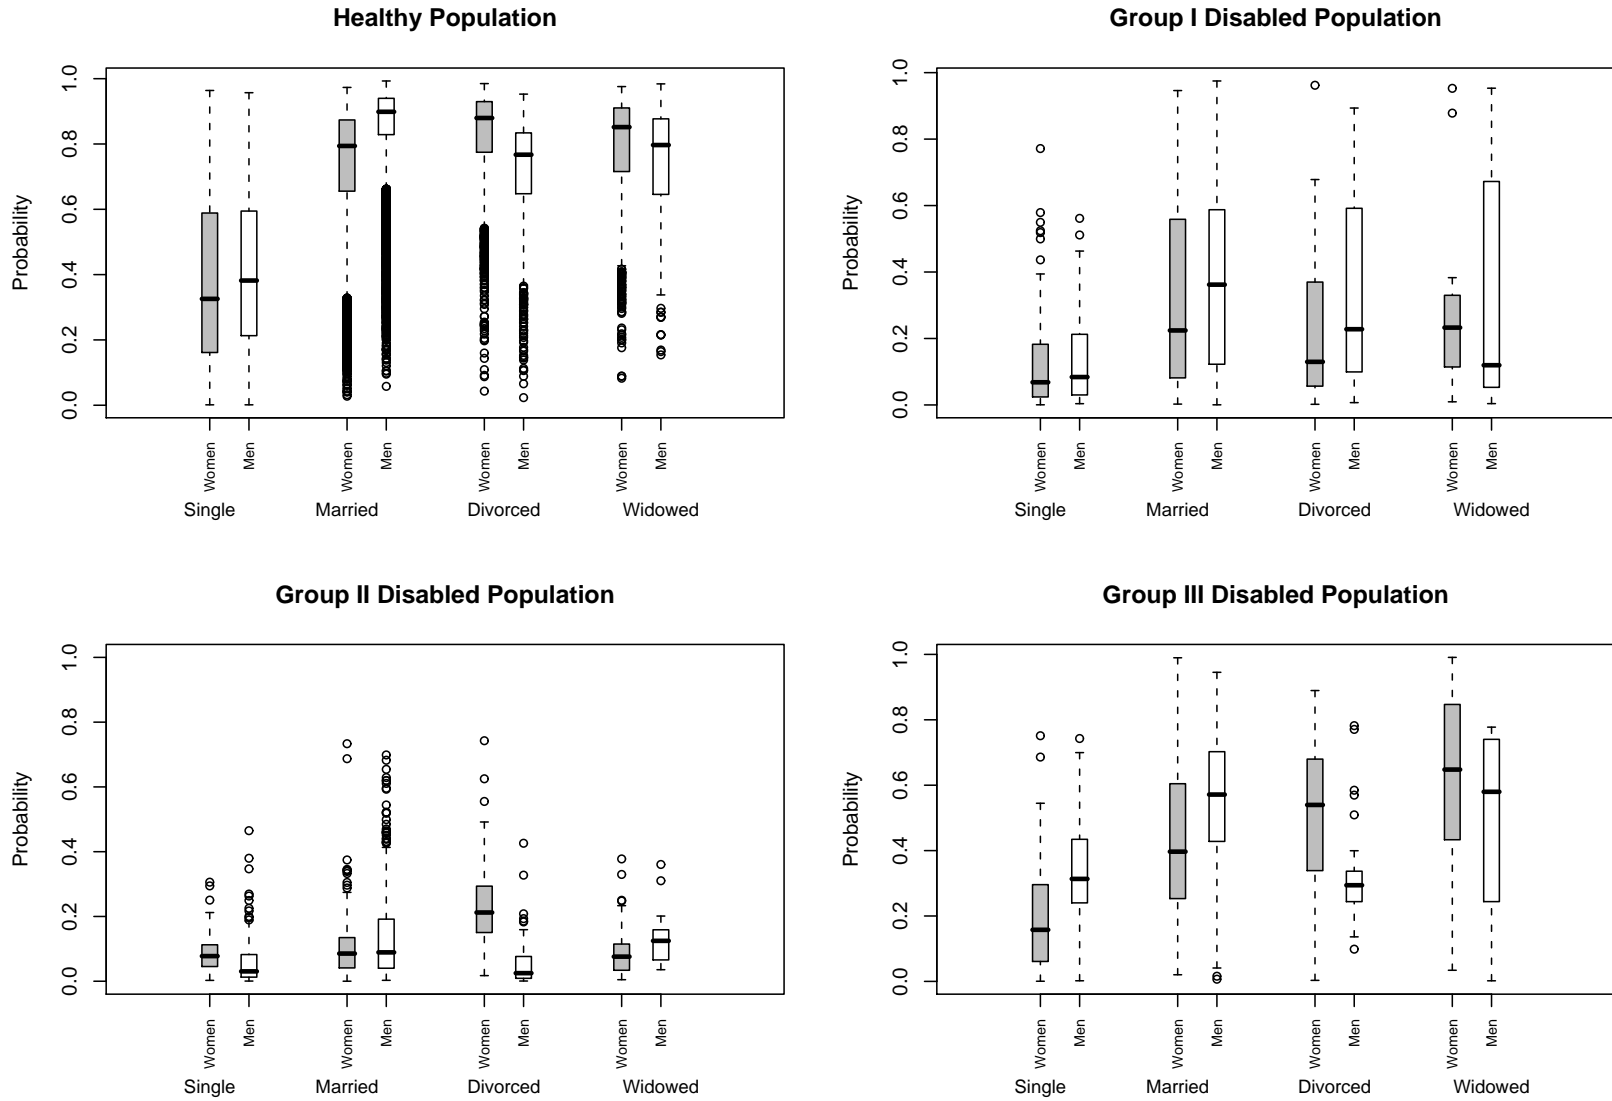 Healthy Population
Probability
1.0
0.8
0.6
0.4
0.2
0.0
Women Men Women Men Women Men Women Men
Single Married Divorced Widowed
Group I Disabled Population
Probability
1.0
0.8
0.6
0.4
0.2
0.0
Women Men Women Men Women Men Women Men
Single Married Divorced Widowed
Group II Disabled Population
Probability
1.0
0.8
0.6
0.4
0.2
0.0
Women Men Women Men Women Men Women Men
Single Married Divorced Widowed
Group III Disabled Population
Probability
1.0
0.8
0.6
0.4
0.2
0.0
Women Men Women Men Women Men Women Men
Single Married Divorced Widowed